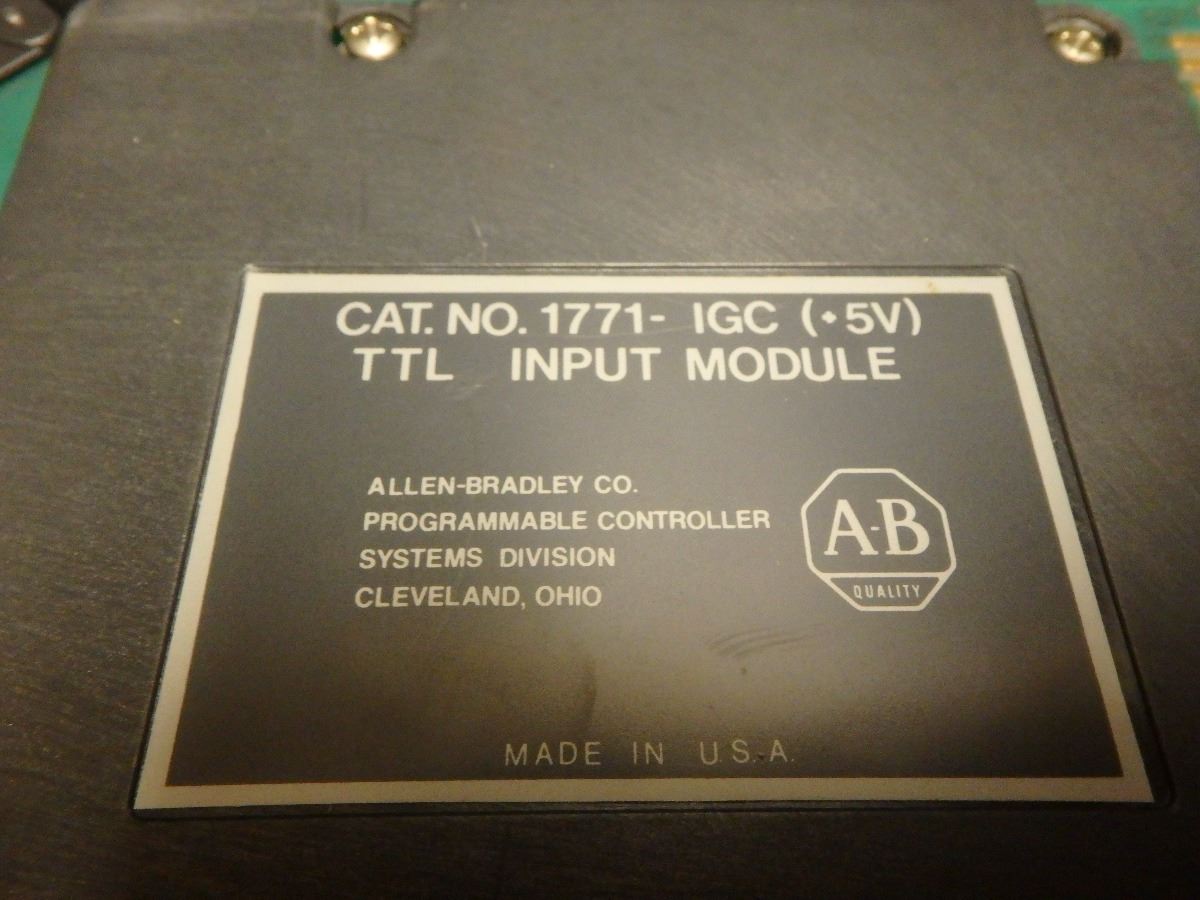 CAT. NO. 1771- IGC (+5V)
TTL INPUT MODULE
ALLEN-BRADLEY CO.
PROGRAMMABLE CONTROLLER
SYSTEMS DIVISION
CLEVELAND, OHIO
A-B
QUALITY
MADE IN U.S.A.